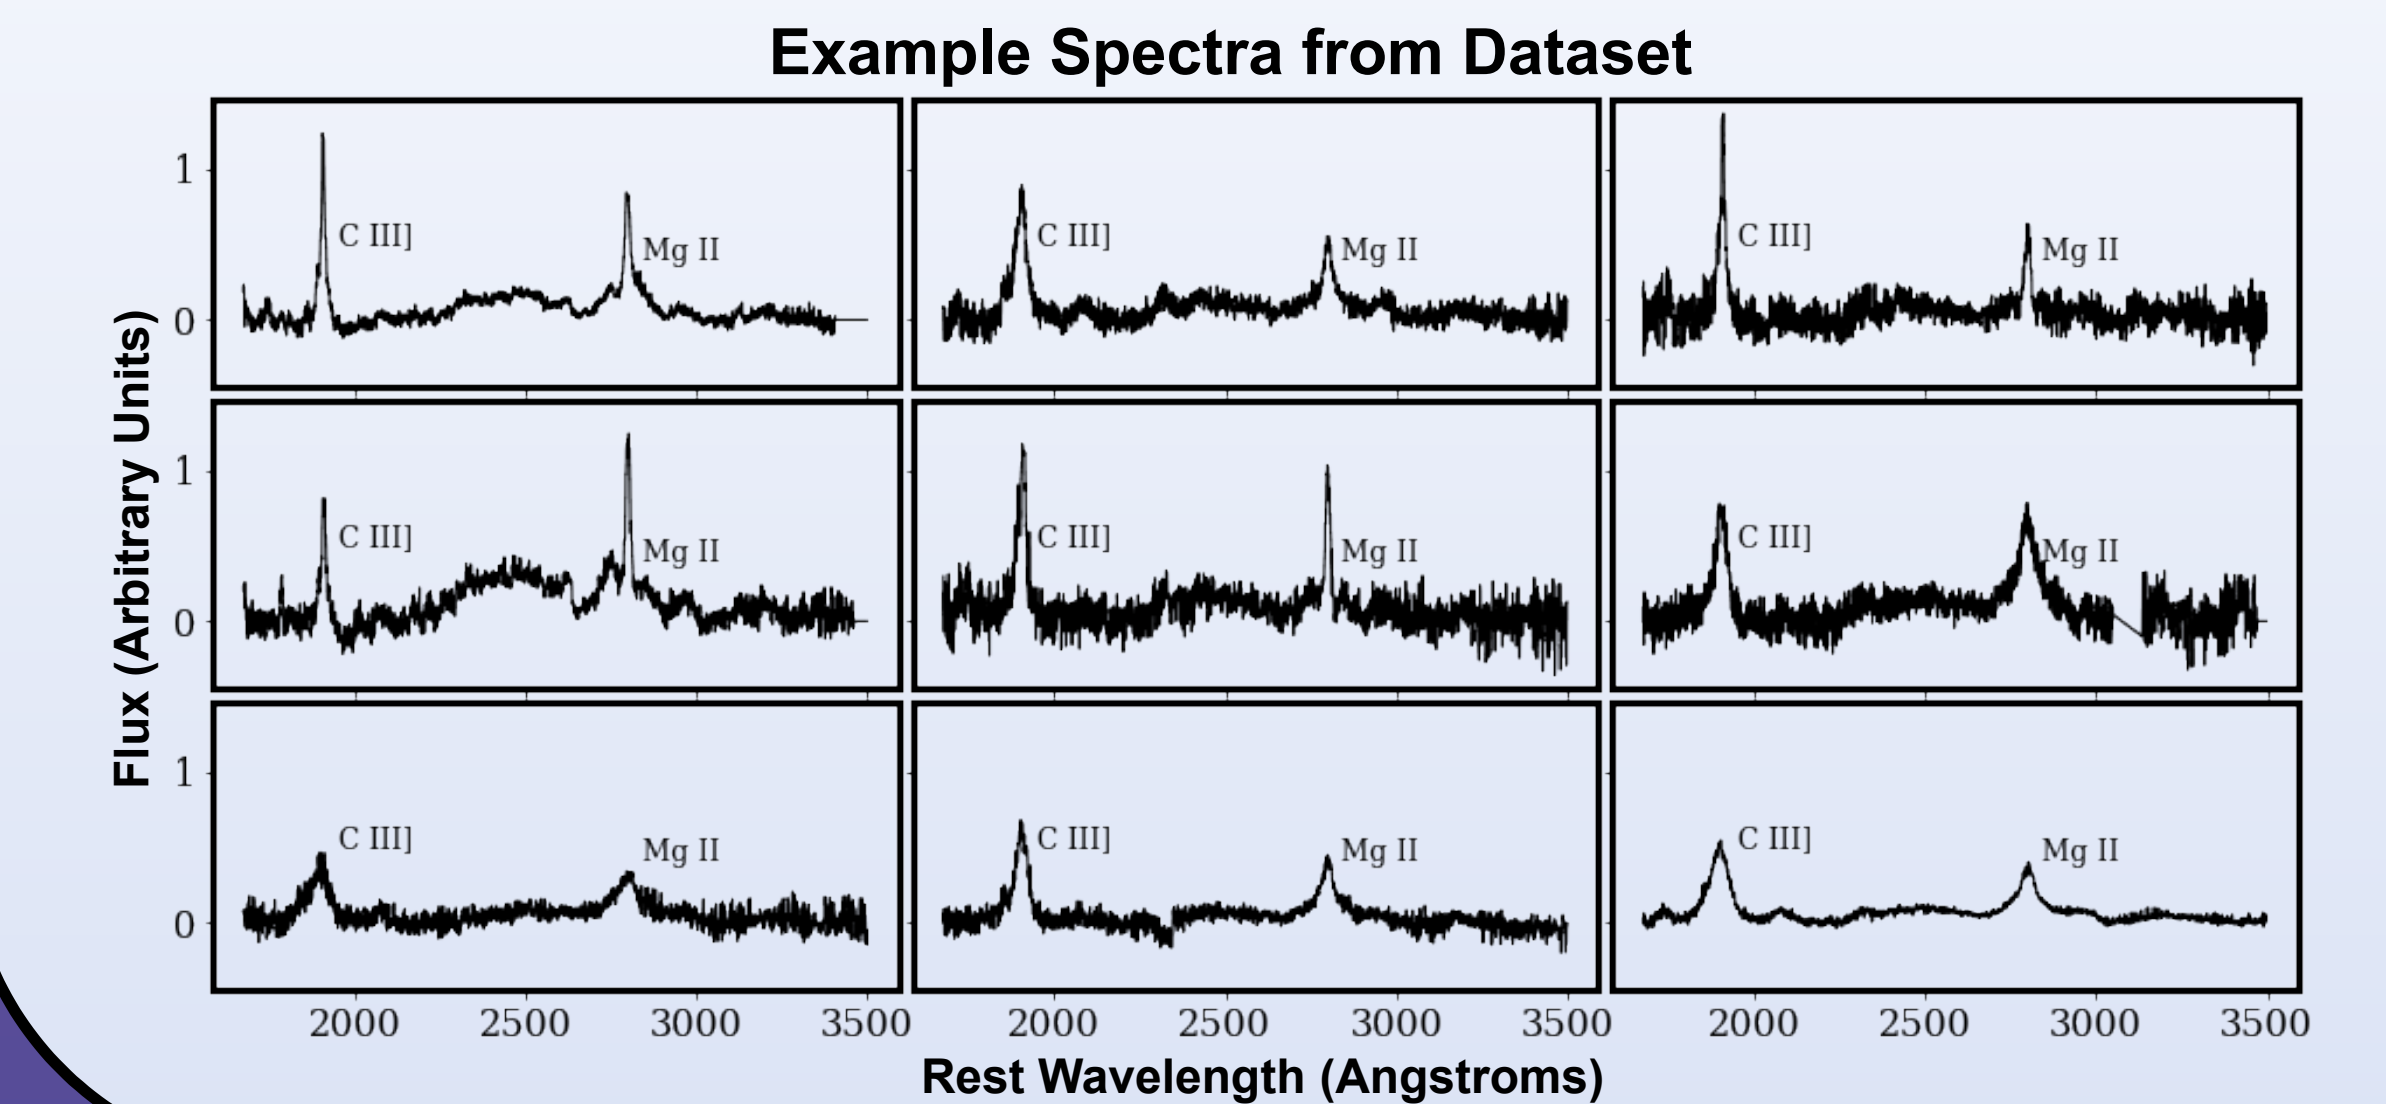 Example Spectra from Dataset
Flux (Arbitrary Units)
1
0
C III]
Mg II
C III]
Mg II
C III]
Mg II
1
0
C III]
Mg II
C III]
Mg II
C III]
Mg II
1
0
C III]
Mg II
C III]
Mg II
C III]
Mg II
2000 2500 3000 3500 2000 2500 3000 3500 2000 2500 3000 3500
Rest Wavelength (Angstroms)